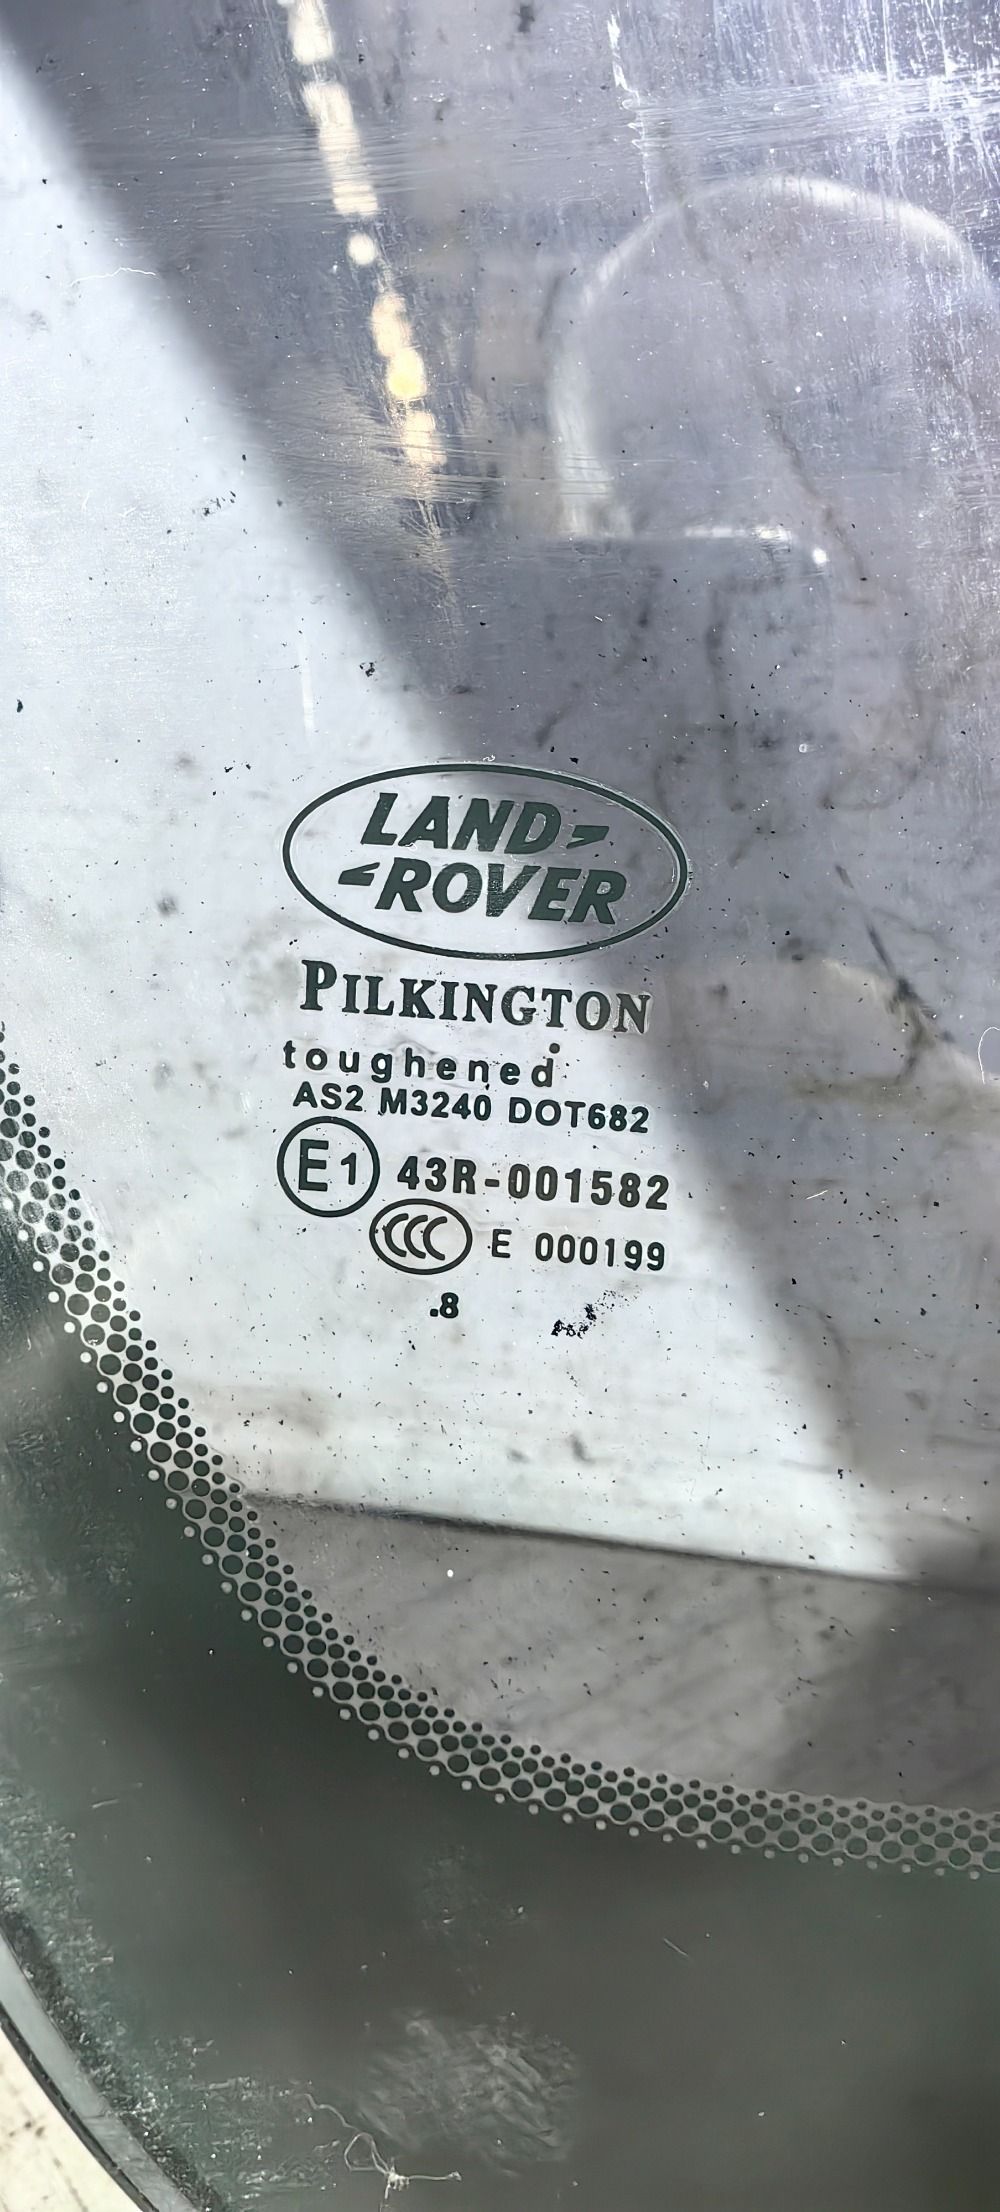 LAND
ROVER
PILKINGTON
toughened
AS2 M3240 DOT682
E1 43R-001582
CCC E 000199
.8